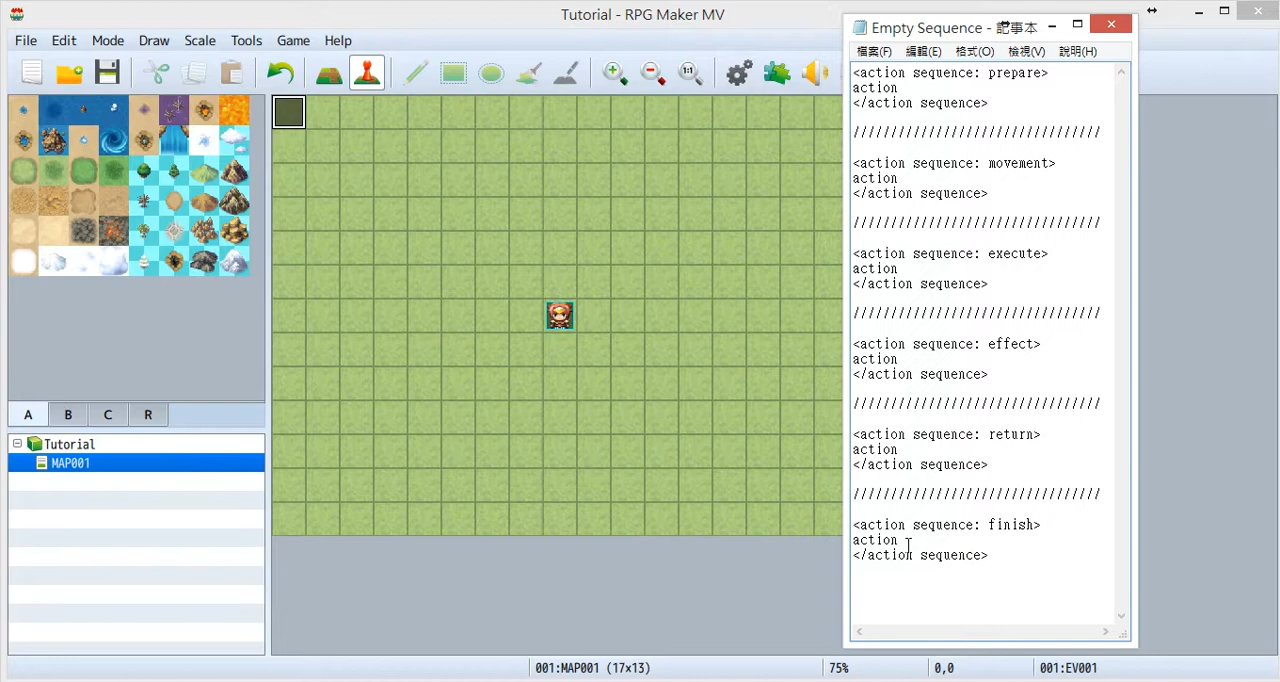 Tutorial - RPG Maker MV
File Edit Mode Draw Scale Tools Game Help
1:1
A B C R
Tutorial
MAP001
001:MAP001 (17x13) 75% 0,0 001:EV001
Empty Sequence - 記事本
檔案(F) 編輯(E) 格式(O) 檢視(V) 說明(H)
<action sequence: prepare>
action
</action sequence>
/////////////////////////////////
<action sequence: movement>
action
</action sequence>
/////////////////////////////////
<action sequence: execute>
action
</action sequence>
/////////////////////////////////
<action sequence: effect>
action
</action sequence>
/////////////////////////////////
<action sequence: return>
action
</action sequence>
/////////////////////////////////
<action sequence: finish>
action
</action sequence>